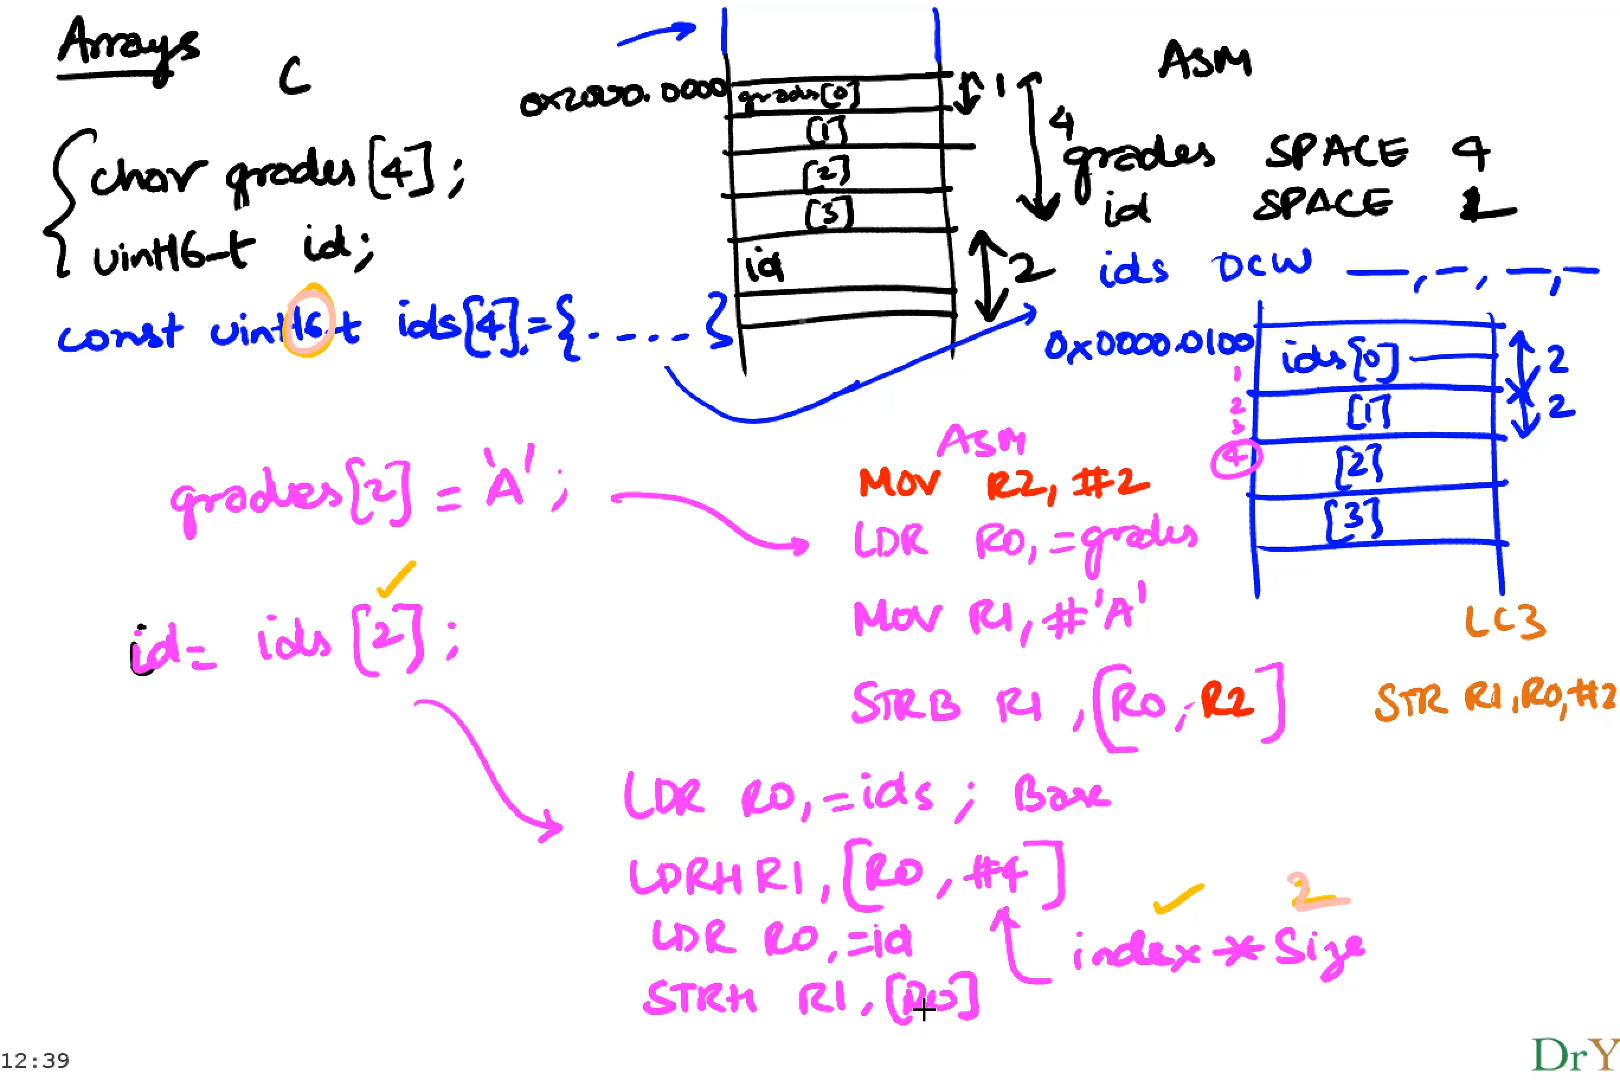 Arrays
C
{ char grades[4];
uint16_t id;
const uint16_t ids[4] = {.....}
0x2000.0000
grades[0]
[1]
[2]
[3]
id
1
4
2
ASM
grades SPACE 4
id SPACE 2
ids DCW —, –, —, –
0x0000.0100
1
2
3
4
ids[0]
[1]
[2]
[3]
2
2
grades[2] = 'A';
id = ids[2];
ASM
MOV R2, #2
LDR R0, =grades
MOV R1, #'A'
STRB R1, [R0, R2]
LC3
STR R1, R0, #2
LDR R0, =ids ; Base
LDRH R1, [R0, #4]
LDR R0, =id
STRH R1, [R0]
2
index * Size
12:39
DrY